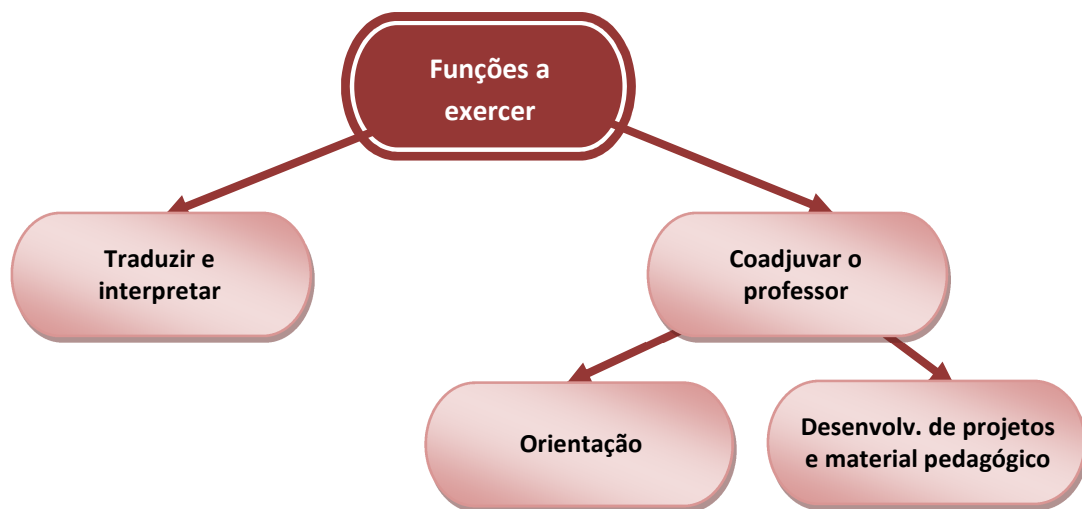 Funções a
exercer
Traduzir e
interpretar
Coadjuvar o
professor
Orientação
Desenvolv. de projetos
e material pedagógico